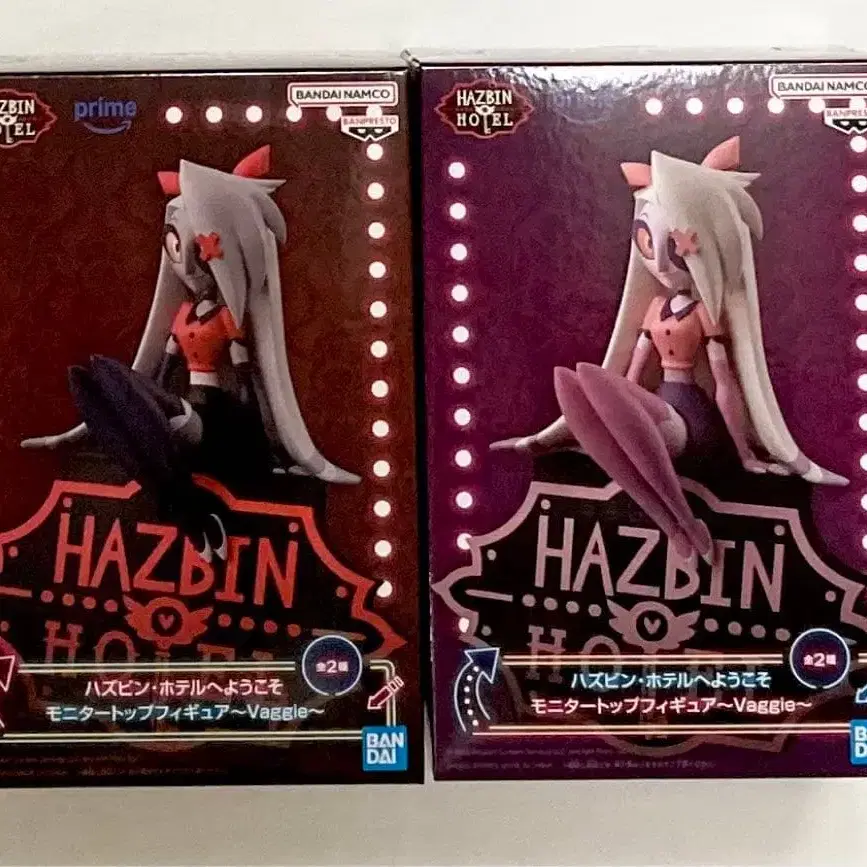 HAZBIN
HOTEL
prime
BANDAI NAMCO
BANPRESTO
HAZBIN
全2種
ハズビン・ホテルへようこそ
モニタートップフィギュア～Vaggie～
BAN
DAI
HAZBIN
HOTEL
BANDAI NAMCO
BANPRESTO
HAZBIN
全2種
ハズビン・ホテルへようこそ
モニタートップフィギュア～Vaggie～